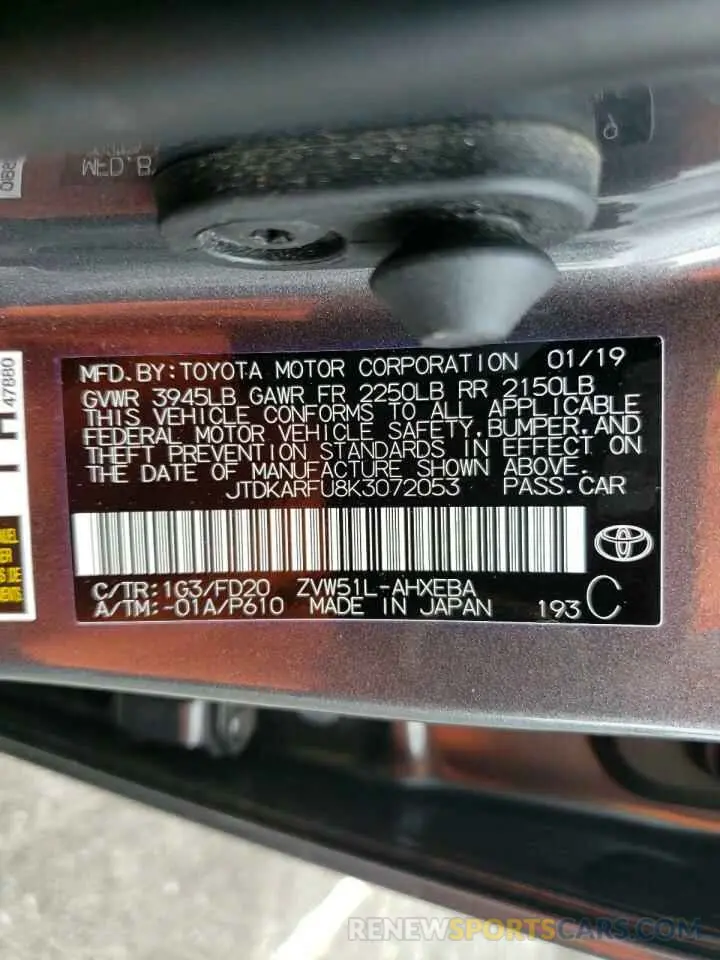 47880
MFD. BY: TOYOTA MOTOR CORPORATION 01/19
GVWR 3945LB GAWR FR 2250LB RR 2150LB
THIS VEHICLE CONFORMS TO ALL APPLICABLE
FEDERAL MOTOR VEHICLE SAFETY, BUMPER, AND
THEFT PREVENTION STANDARDS IN EFFECT ON
THE DATE OF MANUFACTURE SHOWN ABOVE.
JTDKARFU8K3072053 PASS.CAR
C/TR: 1G3/FD20 ZVW51L-AHXEBA
A/TM: -01A/P610 MADE IN JAPAN 193 C
RENEWSPORTSCAR.COM